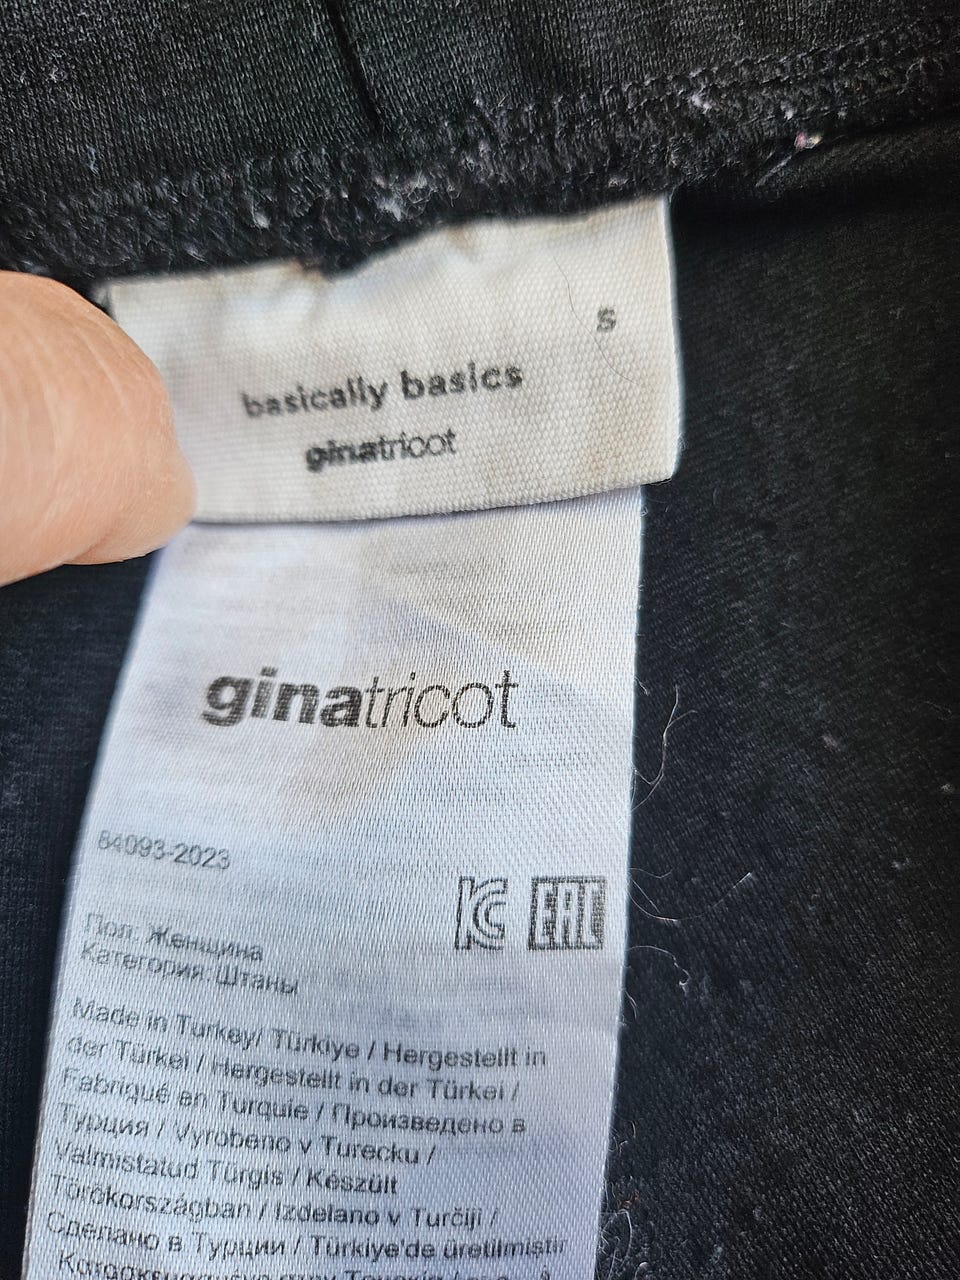 s
basically basics
ginatricot
ginatricot
84093-2023
KC EAC
Пол: Женщина
Категория: Штаны
Made in Turkey/ Türkiye / Hergestellt in
der Türkei / Hergestellt in der Türkei /
Fabriqué en Turquie / Произведено в
Турция / Vyrobeno v Turecku /
Valmistatud Türgis / Készült
Törökországban / Izdelano v Turčiji /
Сделано в Турции / Türkiye'de üretilmiştir